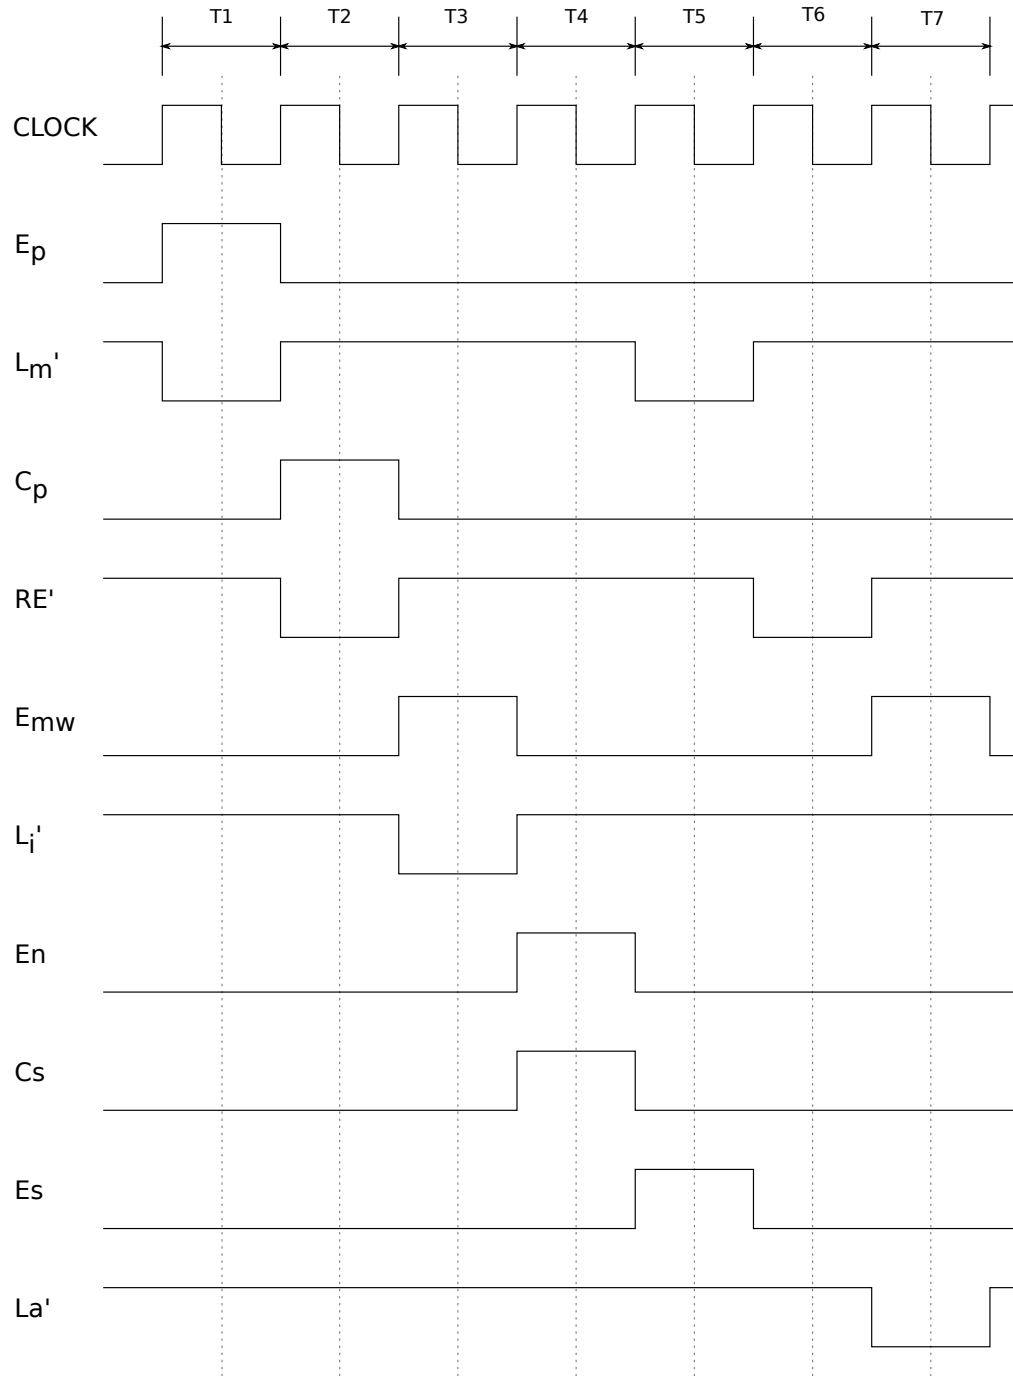 T1 T2 T3 T4 T5 T6 T7
CLOCK
Ep
Lm'
Cp
RE'
Emw
Li'
En
Cs
Es
La'